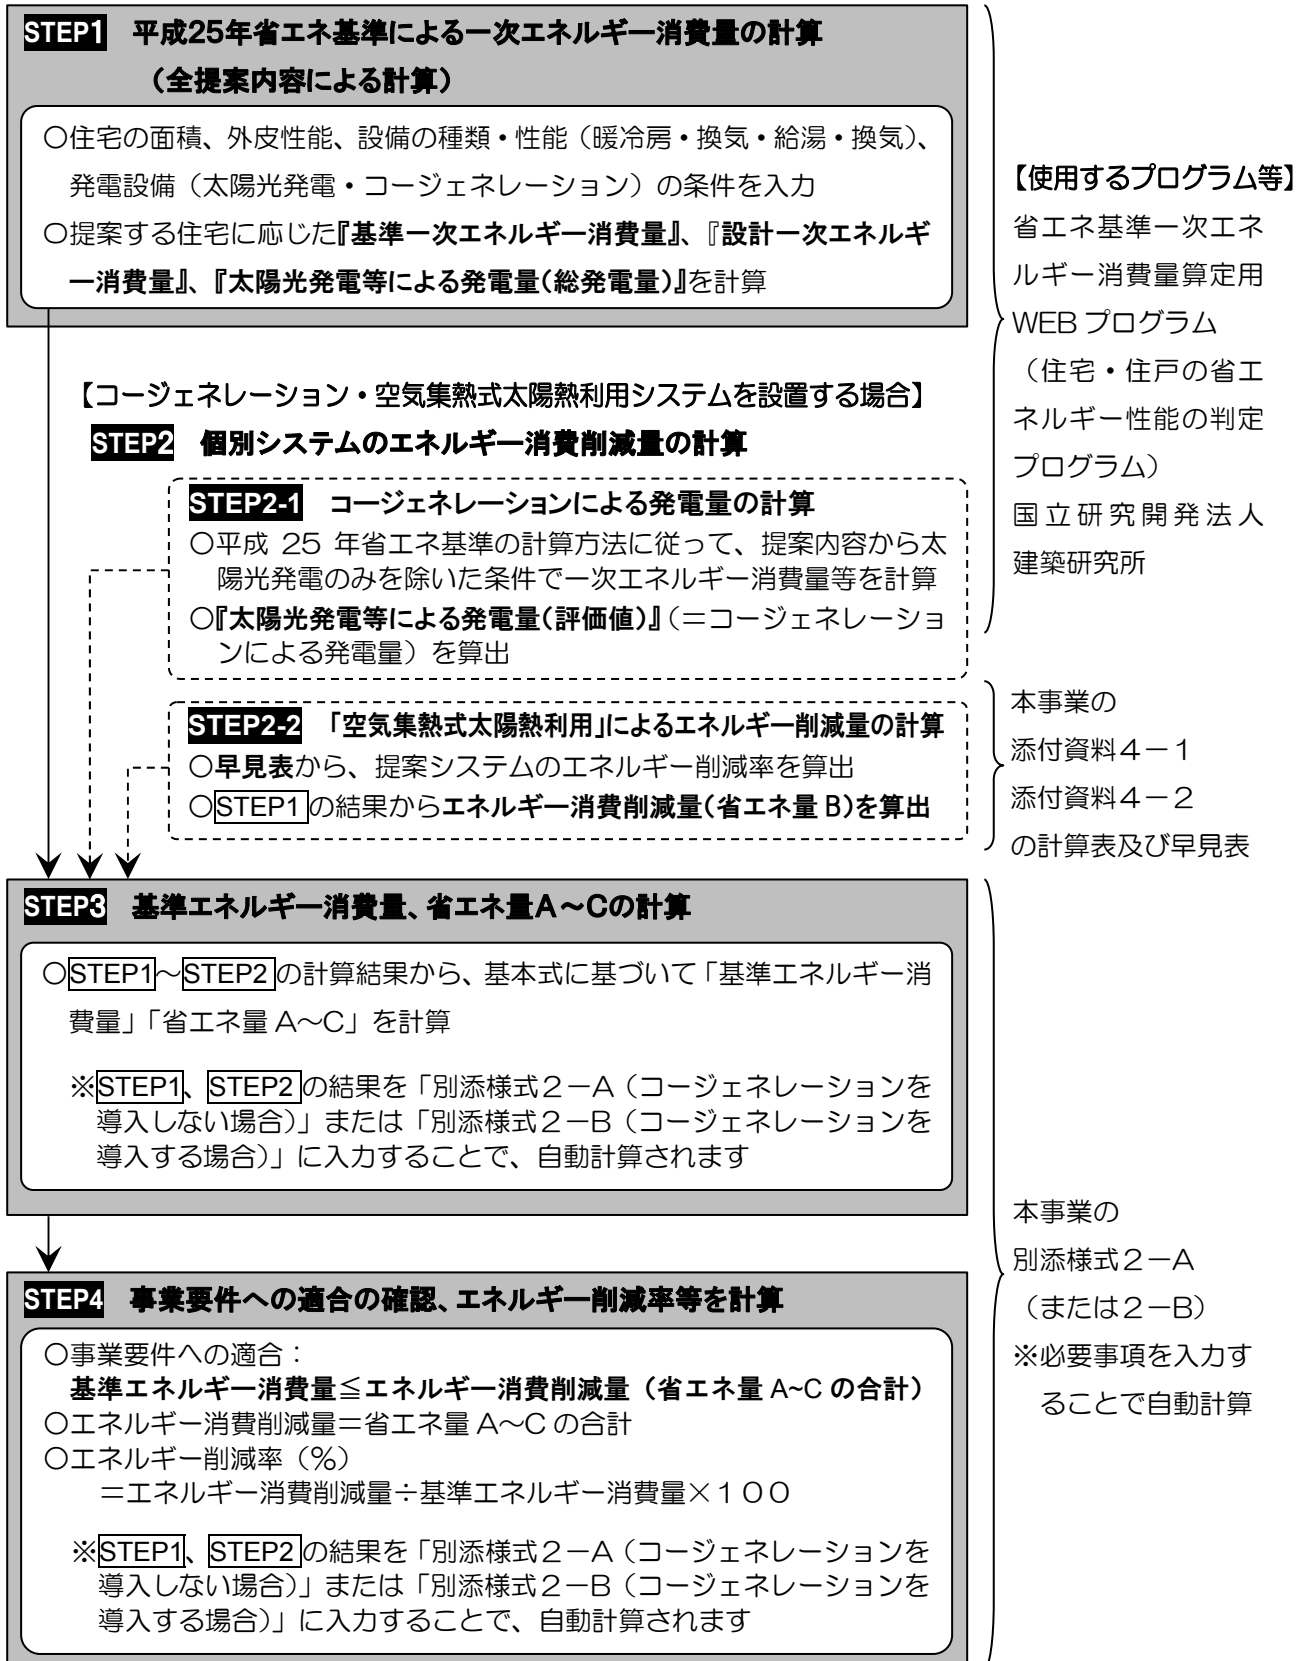 STEP1 平成25年省エネ基準による一次エネルギー消費量の計算
（全提案内容による計算）
○住宅の面積、外皮性能、設備の種類・性能（暖冷房・換気・給湯・換気）、
発電設備（太陽光発電・コージェネレーション）の条件を入力
○提案する住宅に応じた『基準一次エネルギー消費量』、『設計一次エネルギ
ー消費量』、『太陽光発電等による発電量（総発電量）』を計算
【使用するプログラム等】
省エネ基準一次エネ
ルギー消費量算定用
WEB プログラム
（住宅・住戸の省エ
ネルギー性能の判定
プログラム）
国立研究開発法人
建築研究所
【コージェネレーション・空気集熱式太陽熱利用システムを設置する場合】
STEP2 個別システムのエネルギー消費削減量の計算
STEP2-1 コージェネレーションによる発電量の計算
○平成 25 年省エネ基準の計算方法に従って、提案内容から太
陽光発電のみを除いた条件で一次エネルギー消費量等を計算
○『太陽光発電等による発電量（評価値）』（＝コージェネレーショ
ンによる発電量）を算出
STEP2-2 「空気集熱式太陽熱利用」によるエネルギー削減量の計算
○早見表から、提案システムのエネルギー削減率を算出
○STEP1 の結果からエネルギー消費削減量（省エネ量 B）を算出
本事業の
添付資料４－１
添付資料４－２
の計算表及び早見表
STEP3 基準エネルギー消費量、省エネ量A～Cの計算
○STEP1～STEP2 の計算結果から、基本式に基づいて「基準エネルギー消
費量」「省エネ量 A～C」を計算
※STEP1、STEP2 の結果を「別添様式２－A（コージェネレーションを
導入しない場合）」または「別添様式２－B（コージェネレーションを
導入する場合）」に入力することで、自動計算されます
STEP4 事業要件への適合の確認、エネルギー削減率等を計算
○事業要件への適合：
基準エネルギー消費量≦エネルギー消費削減量（省エネ量 A~C の合計）
○エネルギー消費削減量＝省エネ量 A～C の合計
○エネルギー削減率（％）
＝エネルギー消費削減量÷基準エネルギー消費量×１００
※STEP1、STEP2 の結果を「別添様式２－A（コージェネレーションを
導入しない場合）」または「別添様式２－B（コージェネレーションを
導入する場合）」に入力することで、自動計算されます
本事業の
別添様式２－A
（または２－B）
※必要事項を入力す
ることで自動計算